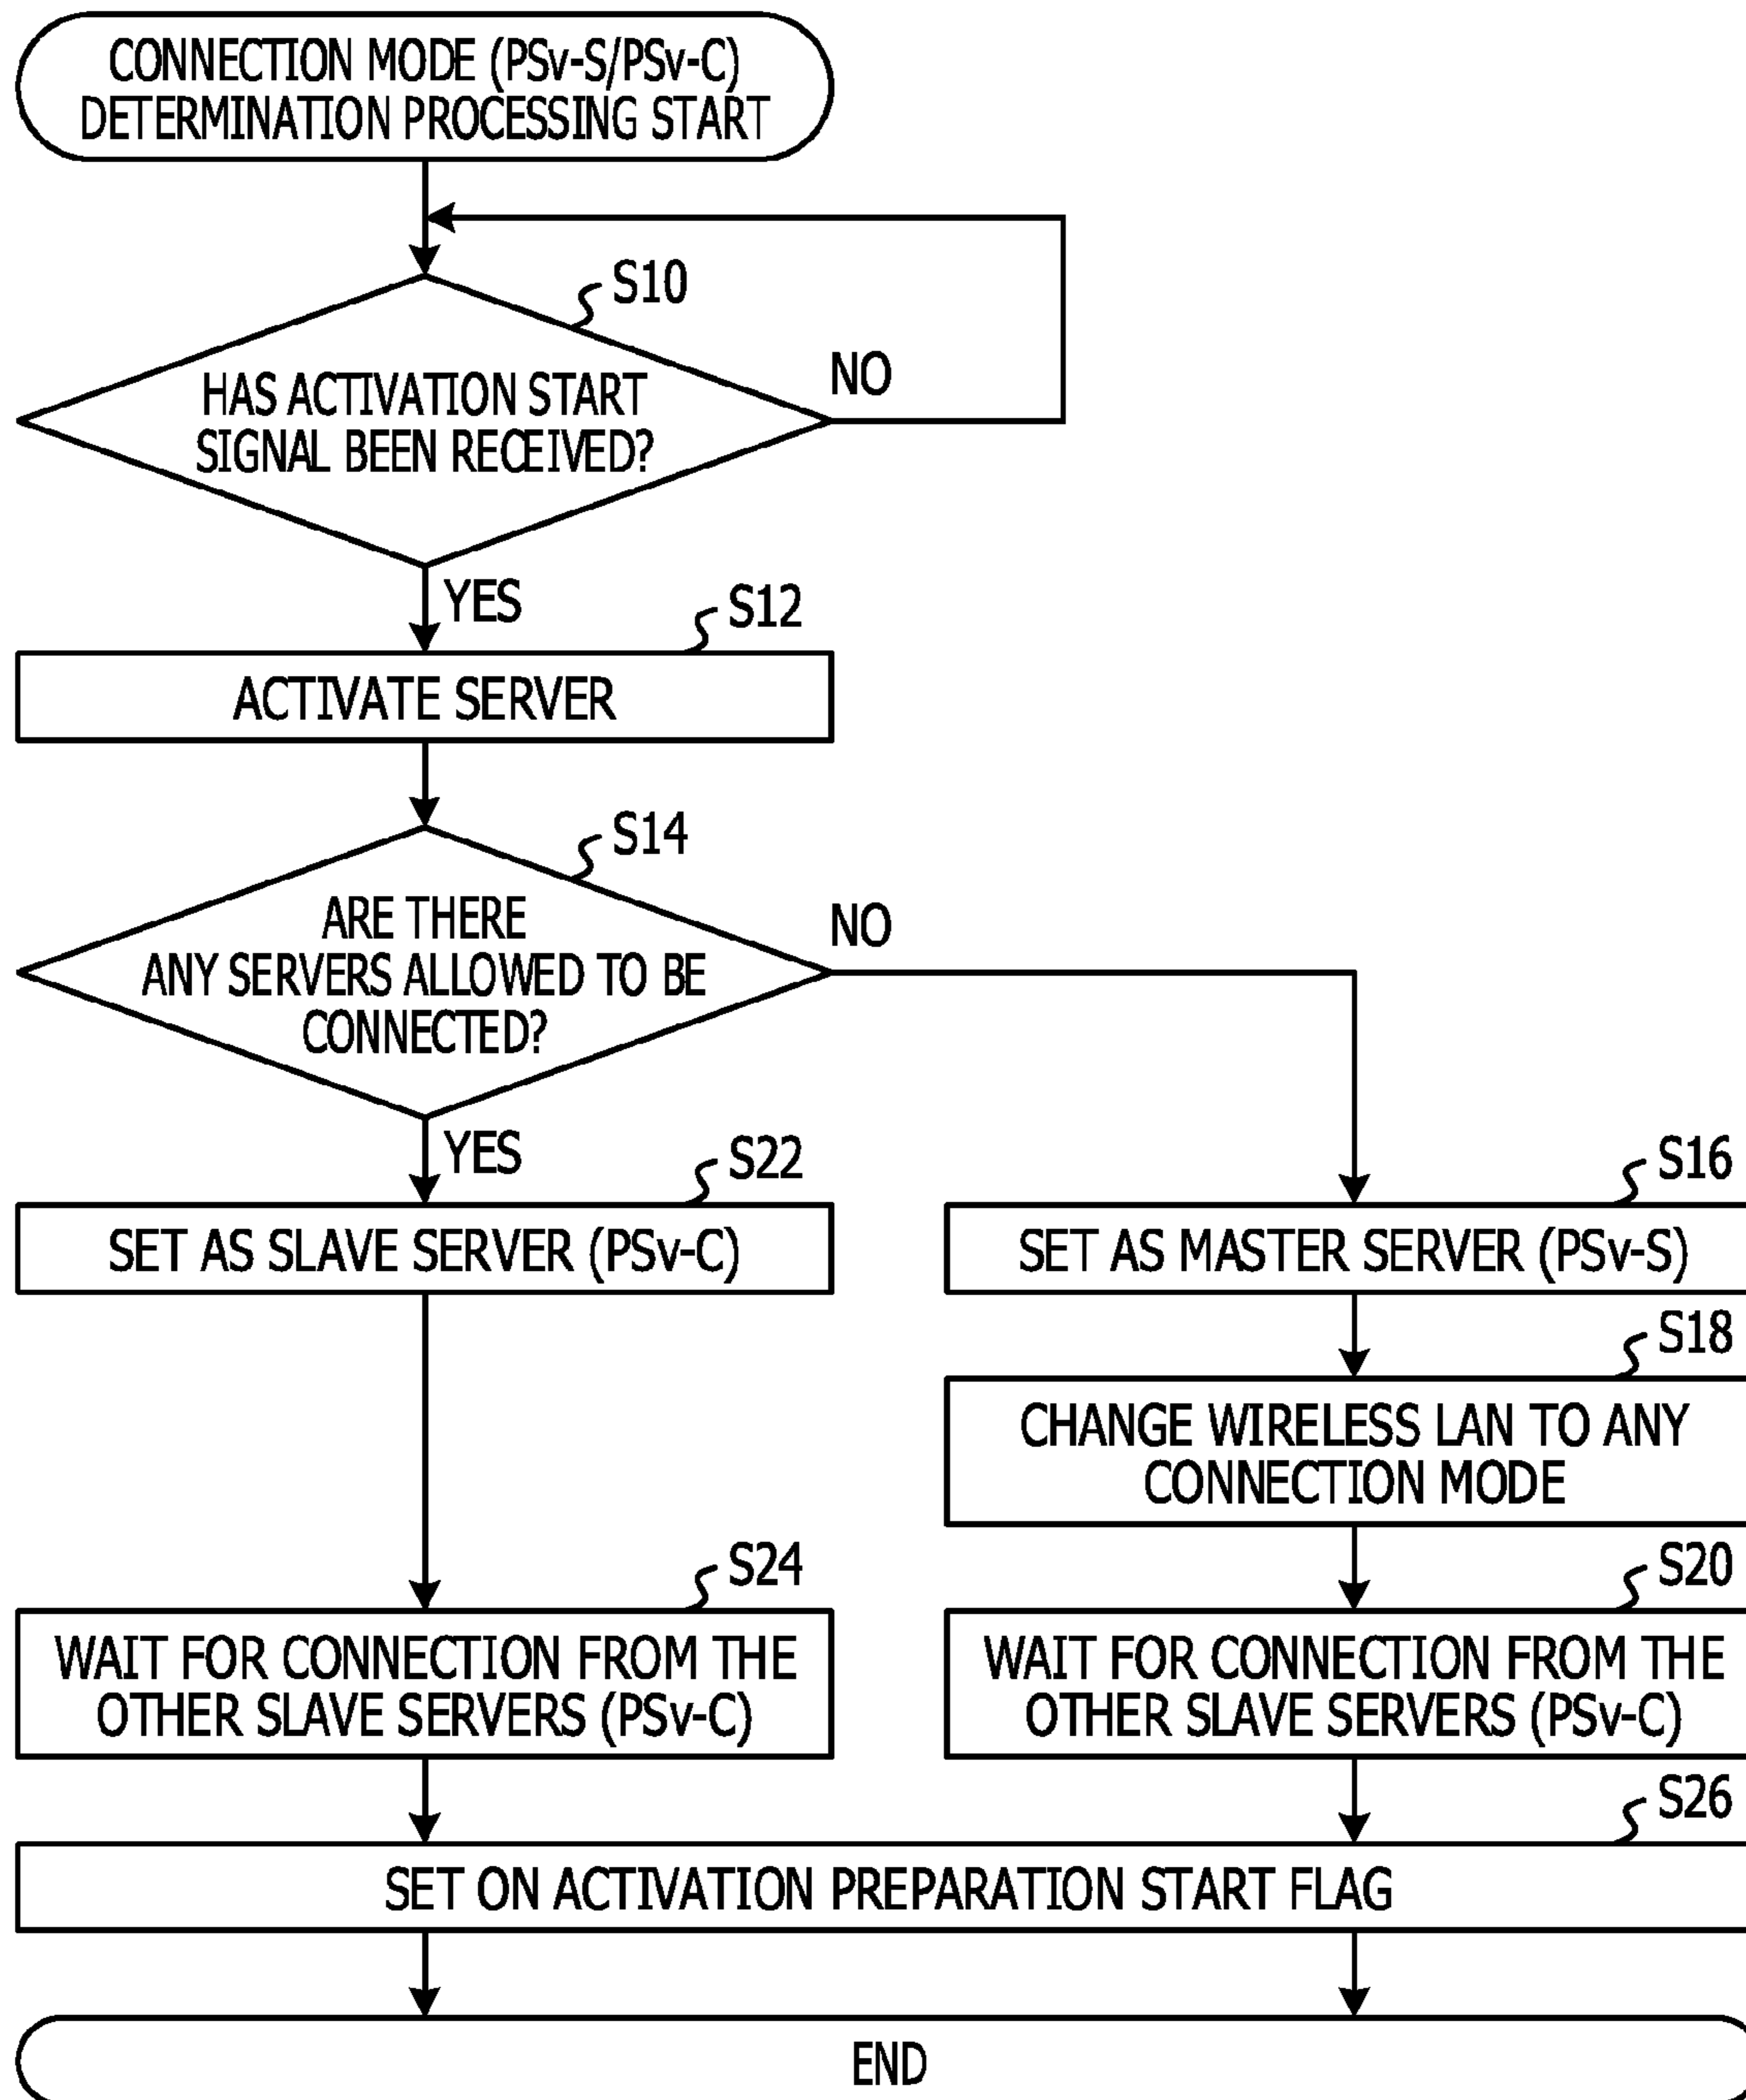 CONNECTION MODE (PSv-S/PSv-C)
DETERMINATION PROCESSING START
S10
HAS ACTIVATION START
SIGNAL BEEN RECEIVED?
NO
YES
S12
ACTIVATE SERVER
S14
ARE THERE
ANY SERVERS ALLOWED TO BE
CONNECTED?
NO
YES
S22
SET AS SLAVE SERVER (PSv-C)
S16
SET AS MASTER SERVER (PSv-S)
S18
CHANGE WIRELESS LAN TO ANY
CONNECTION MODE
S24
WAIT FOR CONNECTION FROM THE
OTHER SLAVE SERVERS (PSv-C)
S20
WAIT FOR CONNECTION FROM THE
OTHER SLAVE SERVERS (PSv-C)
S26
SET ON ACTIVATION PREPARATION START FLAG
END